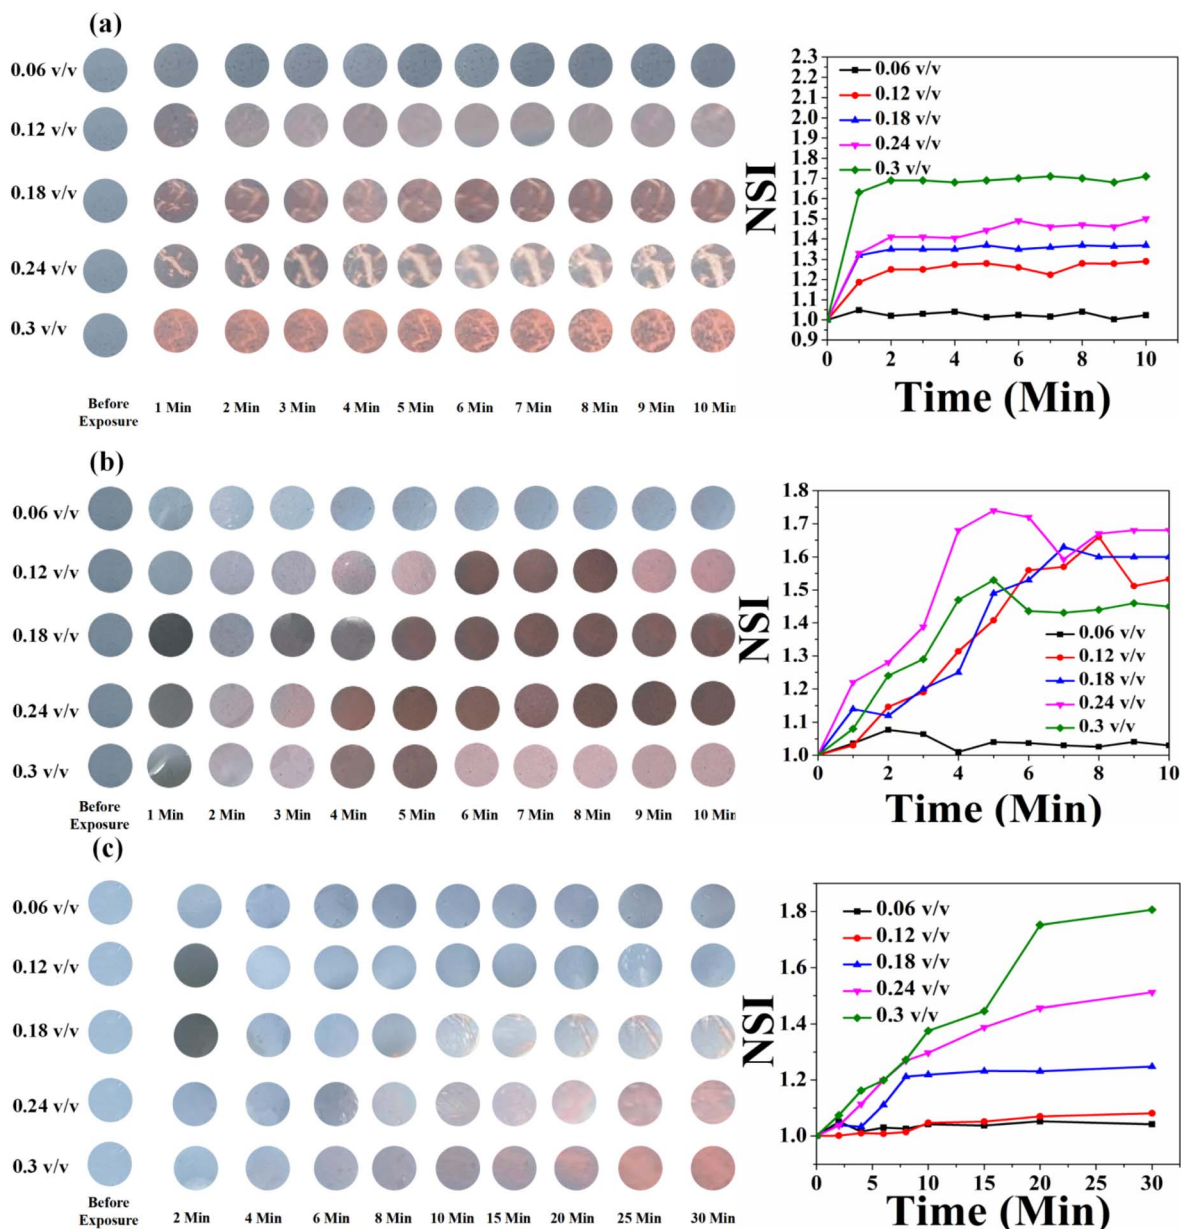 (a)
0.06 v/v
0.12 v/v
0.18 v/v
0.24 v/v
0.3 v/v
Before
Exposure
1 Min 2 Min 3 Min 4 Min 5 Min 6 Min 7 Min 8 Min 9 Min 10 Min
NSI
2.3
2.2
2.1
2.0
1.9
1.8
1.7
1.6
1.5
1.4
1.3
1.2
1.1
1.0
0.9
0.06 v/v
0.12 v/v
0.18 v/v
0.24 v/v
0.3 v/v
0 2 4 6 8 10
Time (Min)
(b)
0.06 v/v
0.12 v/v
0.18 v/v
0.24 v/v
0.3 v/v
Before
Exposure
1 Min 2 Min 3 Min 4 Min 5 Min 6 Min 7 Min 8 Min 9 Min 10 Min
NSI
1.8
1.7
1.6
1.5
1.4
1.3
1.2
1.1
1.0
0.06 v/v
0.12 v/v
0.18 v/v
0.24 v/v
0.3 v/v
0 2 4 6 8 10
Time (Min)
(c)
0.06 v/v
0.12 v/v
0.18 v/v
0.24 v/v
0.3 v/v
Before
Exposure
2 Min 4 Min 6 Min 8 Min 10 Min 15 Min 20 Min 25 Min 30 Min
NSI
1.8
1.6
1.4
1.2
1.0
0.06 v/v
0.12 v/v
0.18 v/v
0.24 v/v
0.3 v/v
0 5 10 15 20 25 30
Time (Min)